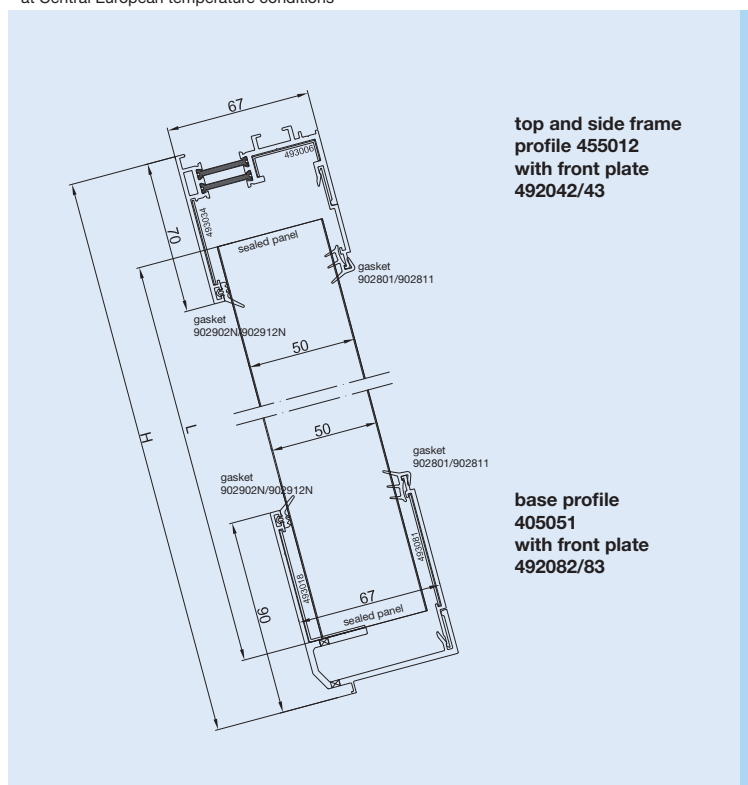 at Central European temperature conditions
67
top and side frame
profile 455012
with front plate
492042/43
493006
493034
70
sealed panel
gasket
902801/902811
gasket
902902N/902912N
50
H
L
50
gasket
902801/902811
gasket
902902N/902912N
base profile
405051
with front plate
492082/83
493081
493018
67
90
sealed panel